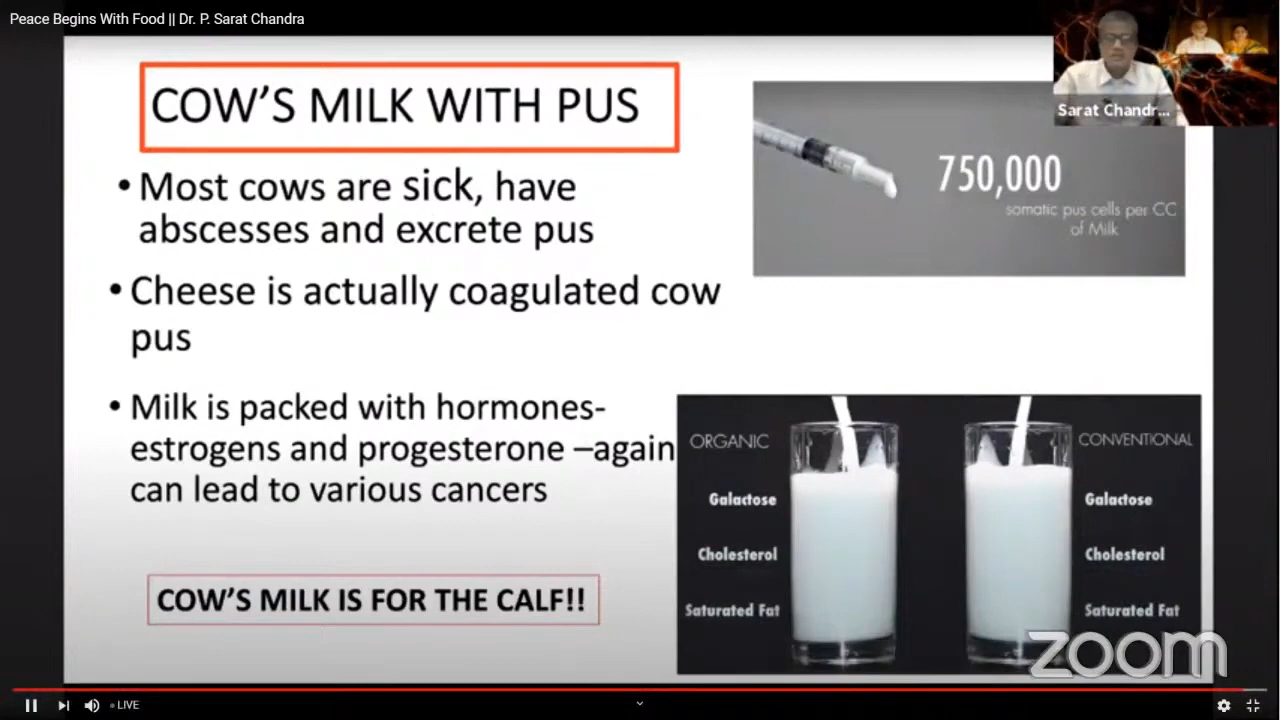 Peace Begins With Food || Dr. P. Sarat Chandra
COW'S MILK WITH PUS
• Most cows are sick, have
abscesses and excrete pus
• Cheese is actually coagulated cow
pus
• Milk is packed with hormones-
estrogens and progesterone –again
can lead to various cancers
COW'S MILK IS FOR THE CALF!!
Sarat Chandr...
750,000
somatic pus cells per CC
of Milk
ORGANIC
Galactose
Cholesterol
Saturated Fat
CONVENTIONAL
Galactose
Cholesterol
Saturated Fat
zoom
LIVE